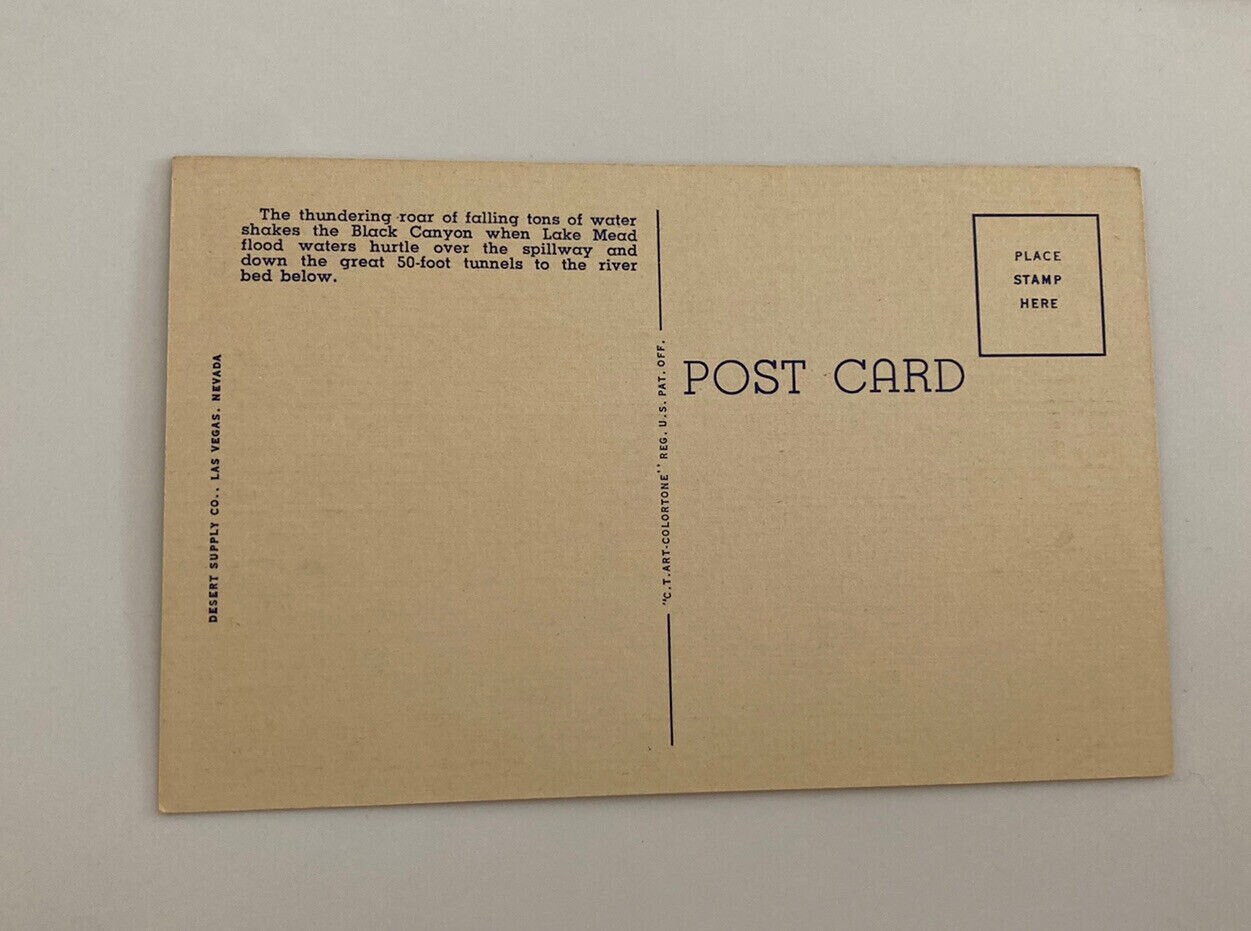 The thundering roar of falling tons of water
shakes the Black Canyon when Lake Mead
flood waters hurtle over the spillway and
down the great 50-foot tunnels to the river
bed below.
DESERT SUPPLY CO., LAS VEGAS, NEVADA
"C.T. ART-COLORTONE" REG. U.S. PAT. OFF.
POST CARD
PLACE
STAMP
HERE